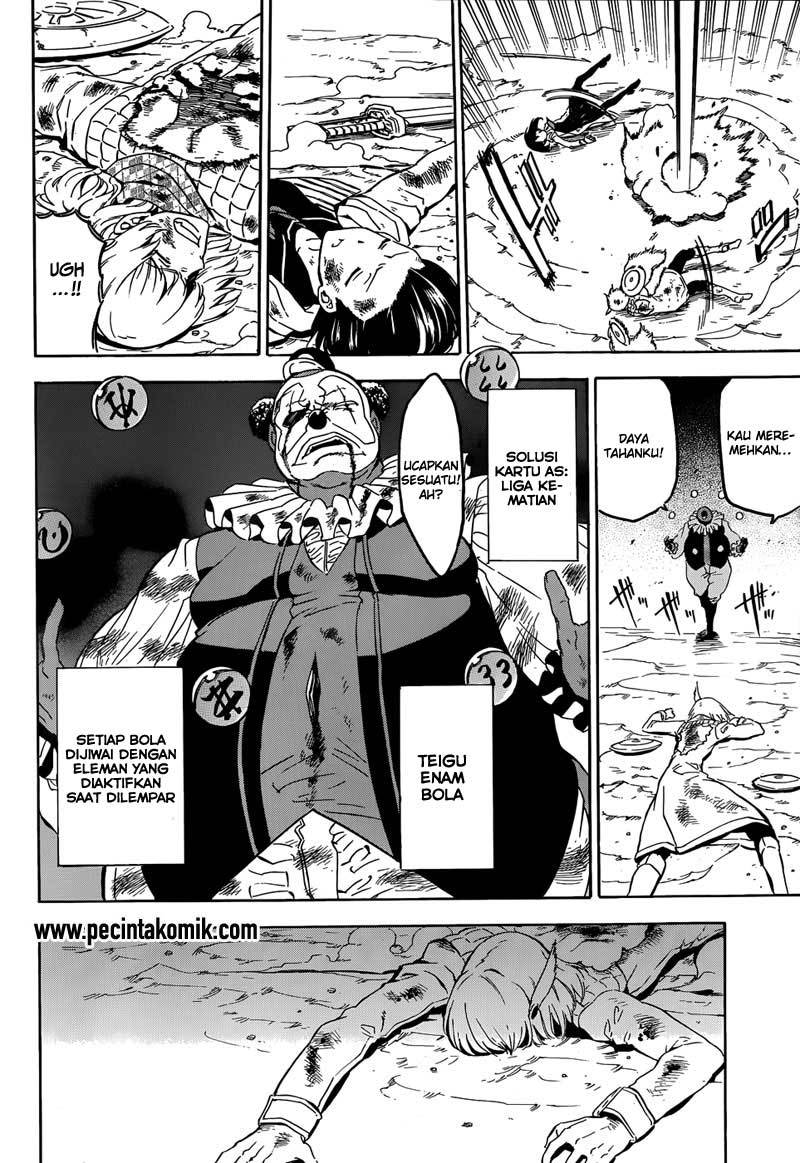 UGH
...!!
KAU MERE-
MEHKAN...
DAYA
TAHANKU!
UCAPKAN
SESUATU!
AH?
SOLUSI
KARTU AS:
LIGA KE-
MATIAN
TEIGU
ENAM
BOLA
SETIAP BOLA
DIJIWAI DENGAN
ELEMAN YANG
DIAKTIFKAN
SAAT DILEMPAR
www.pecintakomik.com